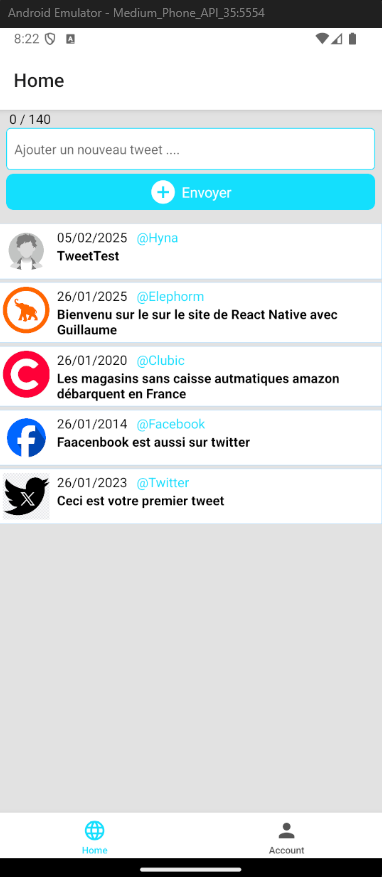 Android Emulator - Medium_Phone_API_35:5554
8:22
Home
0 / 140
Ajouter un nouveau tweet ....
Envoyer
05/02/2025 @Hyna
TweetTest
26/01/2025 @Elephorm
Bienvenu sur le sur le site de React Native avec
Guillaume
26/01/2020 @Clubic
Les magasins sans caisse autmatiques amazon
débarquent en France
26/01/2014 @Facebook
Faacenbook est aussi sur twitter
26/01/2023 @Twitter
Ceci est votre premier tweet
Home Account